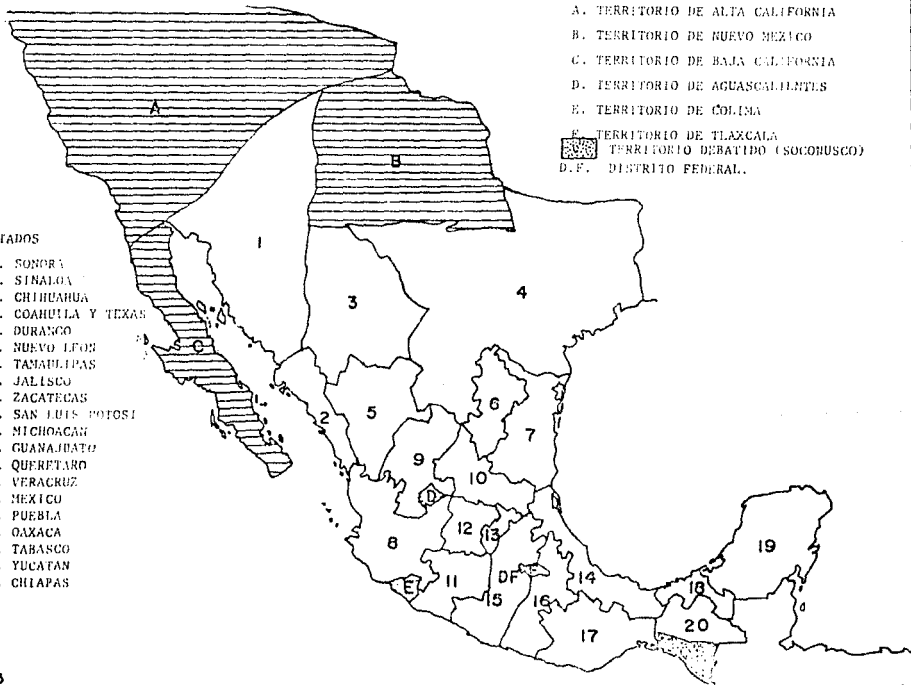 A. TERRITORIO DE ALTA CALIFORNIA
B. TERRITORIO DE NUEVO MEXICO
C. TERRITORIO DE BAJA CALIFORNIA
D. TERRITORIO DE AGUASCALIENTES
E. TERRITORIO DE COLIMA
F. TERRITORIO DE TLAXCALA
TERRITORIO DEBATIDO (SOCONUSCO)
D.F. DISTRITO FEDERAL.
TADOS
. SONORA
. SINALOA
. CHIHUAHUA
. COAHUILA Y TEXAS
. DURANGO
. NUEVO LEON
. TAMAULIPAS
. JALISCO
. ZACATECAS
. SAN LUIS POTOSI
. MICHOACAN
. GUANAJUATO
. QUERETARO
. VERACRUZ
. MEXICO
. PUEBLA
. OAXACA
. TABASCO
. YUCATAN
. CHIAPAS
A
B
1
3
4
C
2
5
6
7
9
10
D
8
12
13
19
E
11
DF
15
16
14
18
20
17